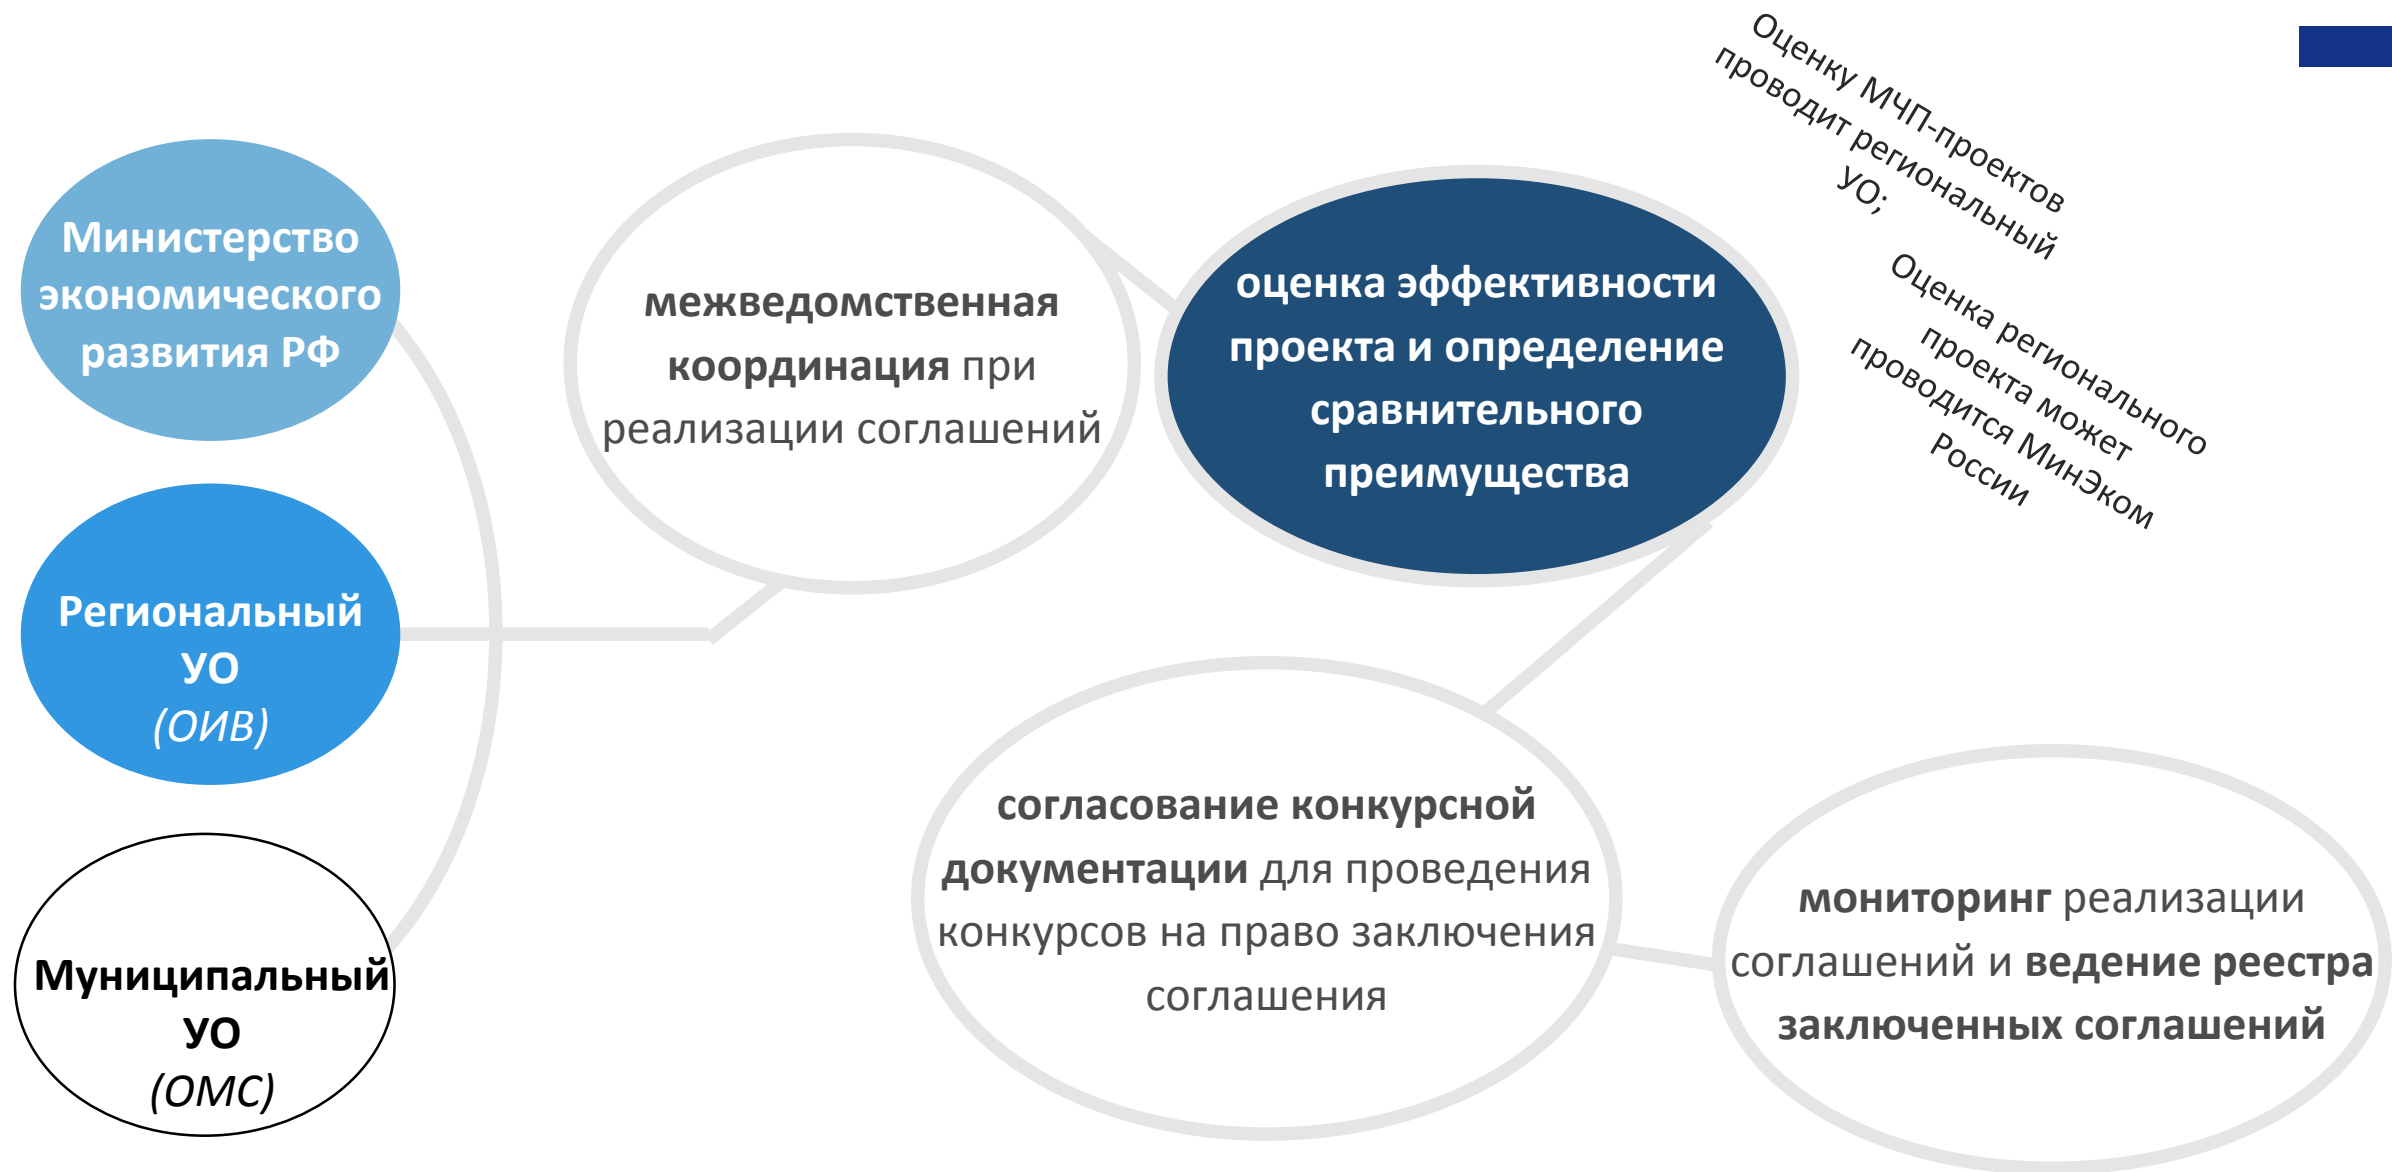 Министерство
экономического
развития РФ
Региональный
УО
(ОИВ)
Муниципальный
УО
(ОМС)
межведомственная
координация при
реализации соглашений
оценка эффективности
проекта и определение
сравнительного
преимущества
Оценку МЧП-проектов
проводит региональный
УО;
Оценка регионального
проекта может
проводится МинЭком
России
согласование конкурсной
документации для проведения
конкурсов на право заключения
соглашения
мониторинг реализации
соглашений и ведение реестра
заключенных соглашений